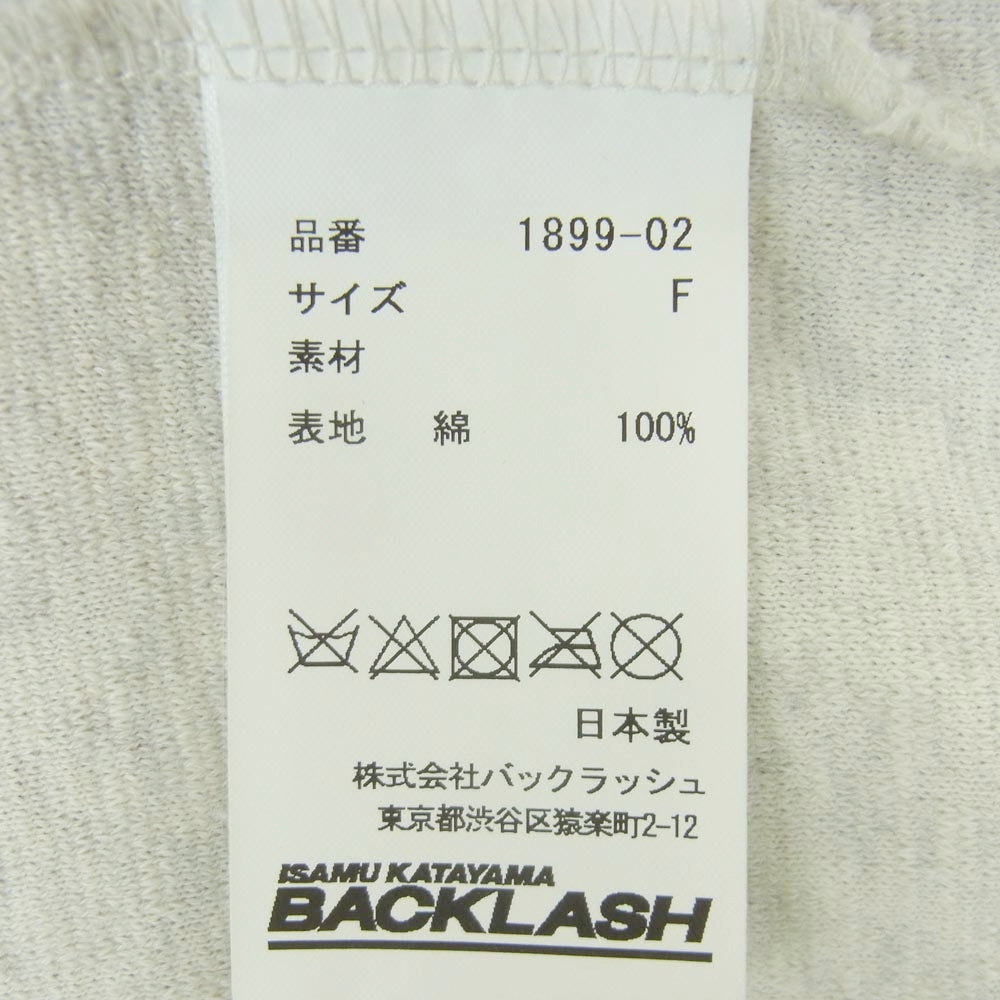 品番 1899-02
サイズ F
素材
表地 綿 100%
日本製
株式会社バックラッシュ
東京都渋谷区猿楽町2-12
ISAMU KATAYAMA
BACKLASH